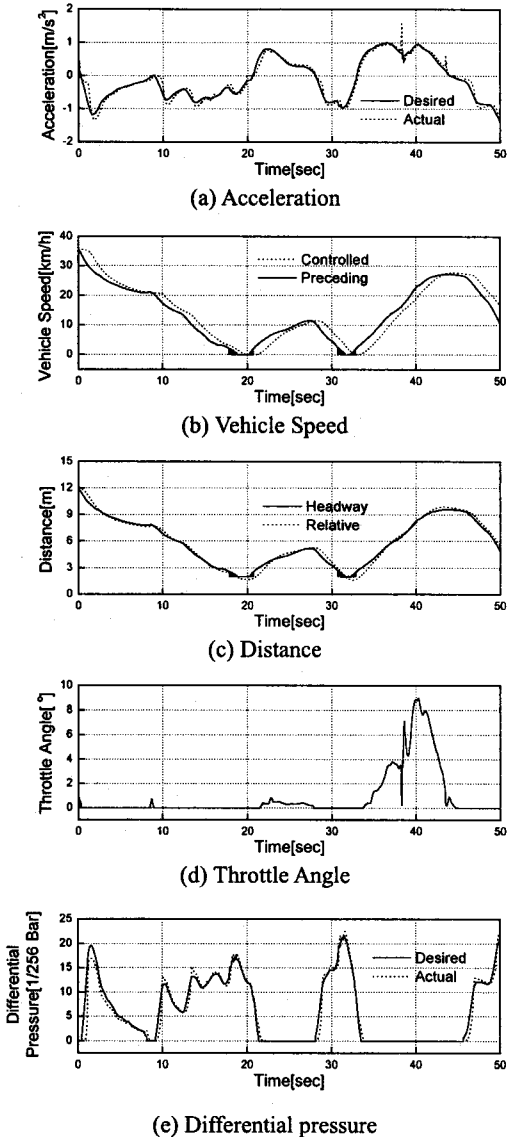 Acceleration[m/s²]
2
1
0
-1
-2
Desired
Actual
0 10 20 30 40 50
Time[sec]
(a) Acceleration
Vehicle Speed[km/h]
40
30
20
10
0
Controlled
Preceding
0 10 20 30 40 50
Time[sec]
(b) Vehicle Speed
Distance[m]
15
12
9
6
3
0
Headway
Relative
0 10 20 30 40 50
Time[sec]
(c) Distance
Throttle Angle[°]
10
8
6
4
2
0
0 10 20 30 40 50
Time[sec]
(d) Throttle Angle
Differential
Pressure[1/256 Bar]
25
20
15
10
5
0
Desired
Actual
0 10 20 30 40 50
Time[sec]
(e) Differential pressure